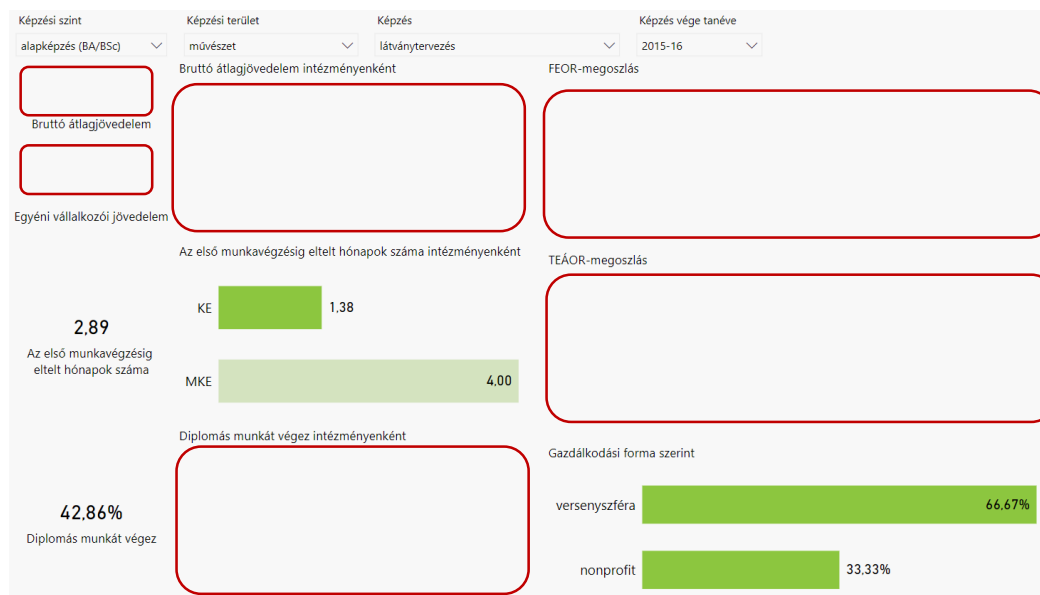 Képzési szint
Képzési terület
Képzés
Képzés vége tanéve
alapképzés (BA/BSc)
művészet
látványtervezés
2015-16
Bruttó átlagjövedelem
Egyéni vállalkozói jövedelem
2,89
Az első munkavégzésig
eltelt hónapok száma
42,86%
Diplomás munkát végez
Bruttó átlagjövedelem intézményenként
Az első munkavégzésig eltelt hónapok száma intézményenként
KE
1,38
MKE
4,00
Diplomás munkát végez intézményenként
FEOR-megoszlás
TEÁOR-megoszlás
Gazdálkodási forma szerint
versenyszféra
66,67%
nonprofit
33,33%